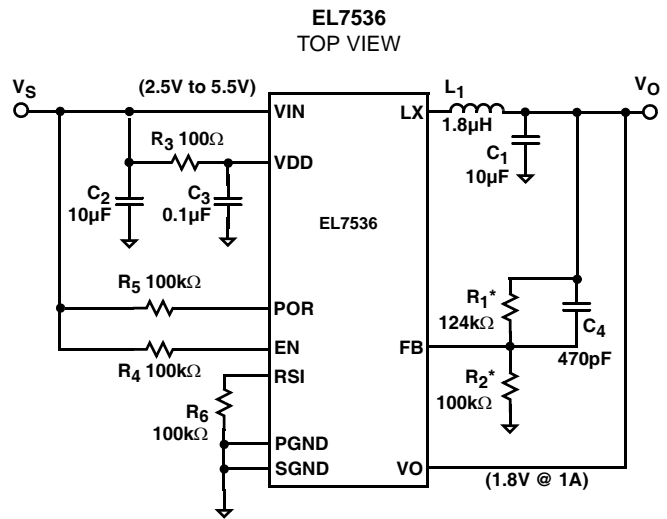 EL7536
TOP VIEW
VS
(2.5V to 5.5V)
VIN
LX
L1
1.8µH
VO
R3 100Ω
VDD
C1
10µF
C2
10µF
C3
0.1µF
EL7536
R5 100kΩ
POR
R1*
124kΩ
C4
470pF
R4 100kΩ
EN
FB
RSI
R2*
100kΩ
R6
100kΩ
PGND
SGND
VO
(1.8V @ 1A)